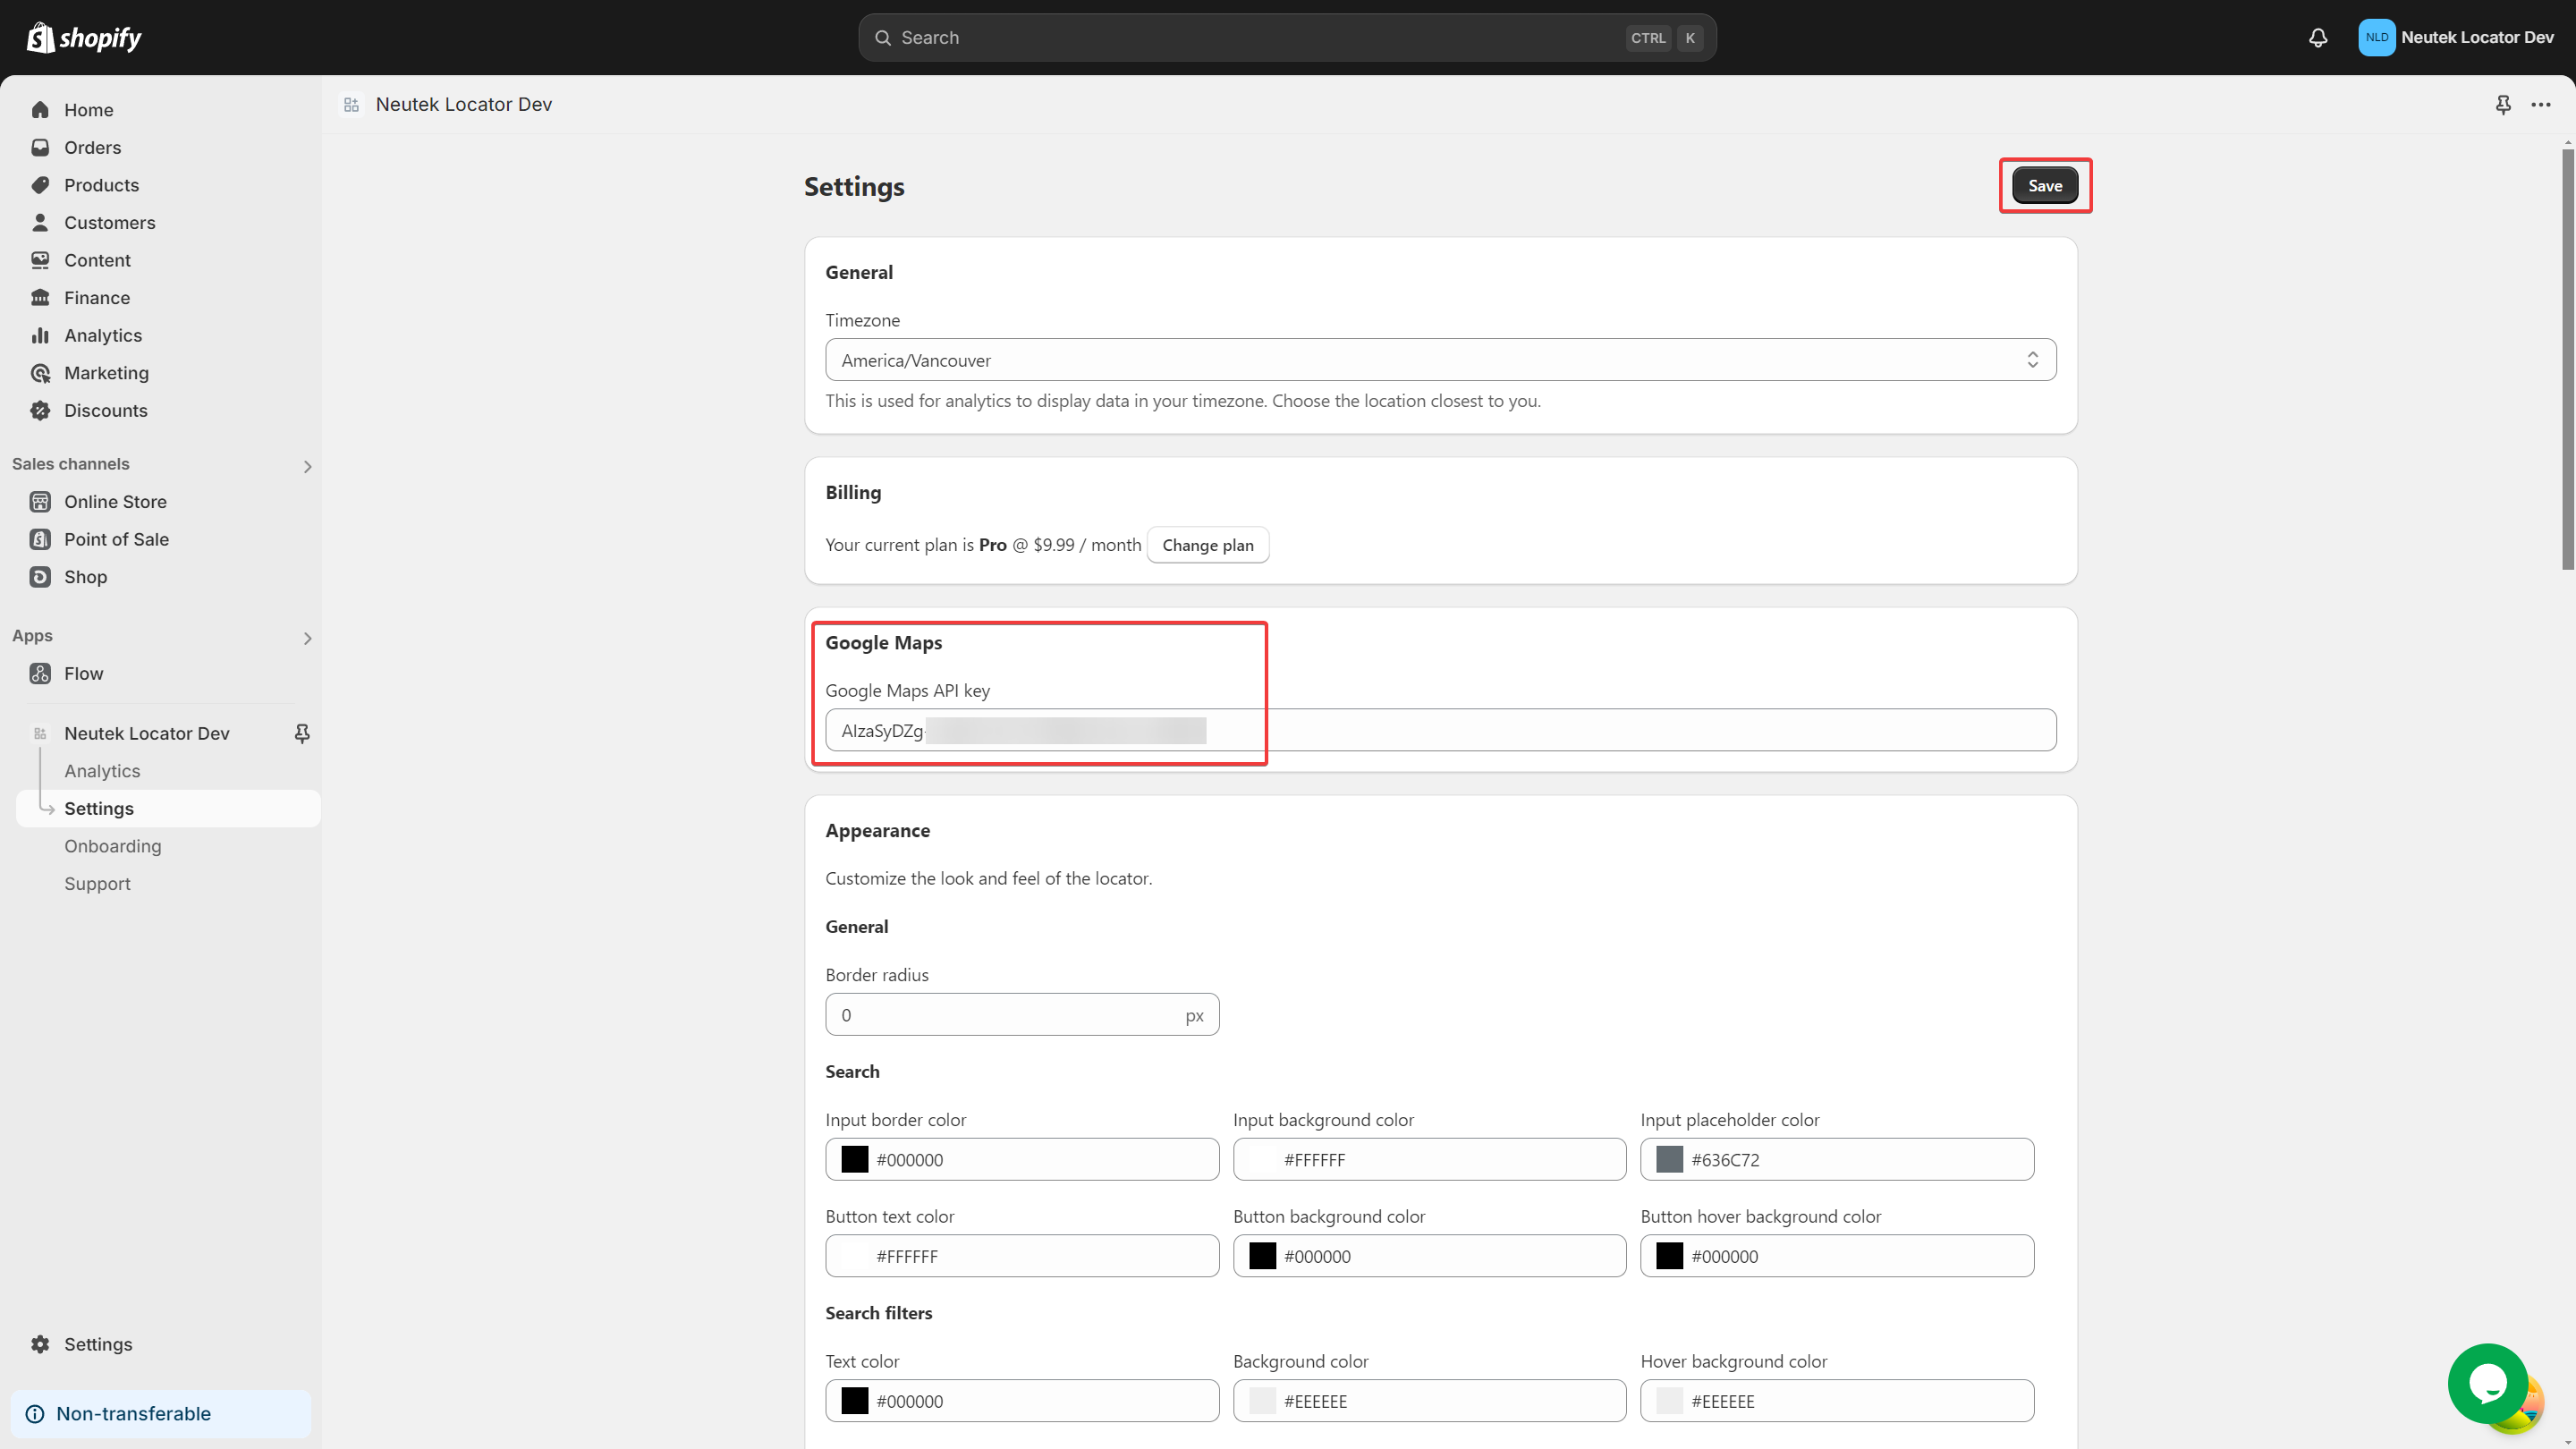 shopify
Search
CTRL K
NLD
Neutek Locator Dev
Home
Orders
Products
Customers
Content
Finance
Analytics
Marketing
Discounts
Sales channels
Online Store
Point of Sale
Shop
Apps
Flow
Neutek Locator Dev
Analytics
Settings
Onboarding
Support
Settings
Non-transferable
Neutek Locator Dev
Settings
Save
General
Timezone
America/Vancouver
This is used for analytics to display data in your timezone. Choose the location closest to you.
Billing
Your current plan is Pro @ $9.99 / month Change plan
Google Maps
Google Maps API key
AIzaSyDZg-
Appearance
Customize the look and feel of the locator.
General
Border radius
0 px
Search
Input border color Input background color Input placeholder color
#000000 #FFFFFF #636C72
Button text color Button background color Button hover background color
#FFFFFF #000000 #000000
Search filters
Text color Background color Hover background color
#000000 #EEEEEE #EEEEEE